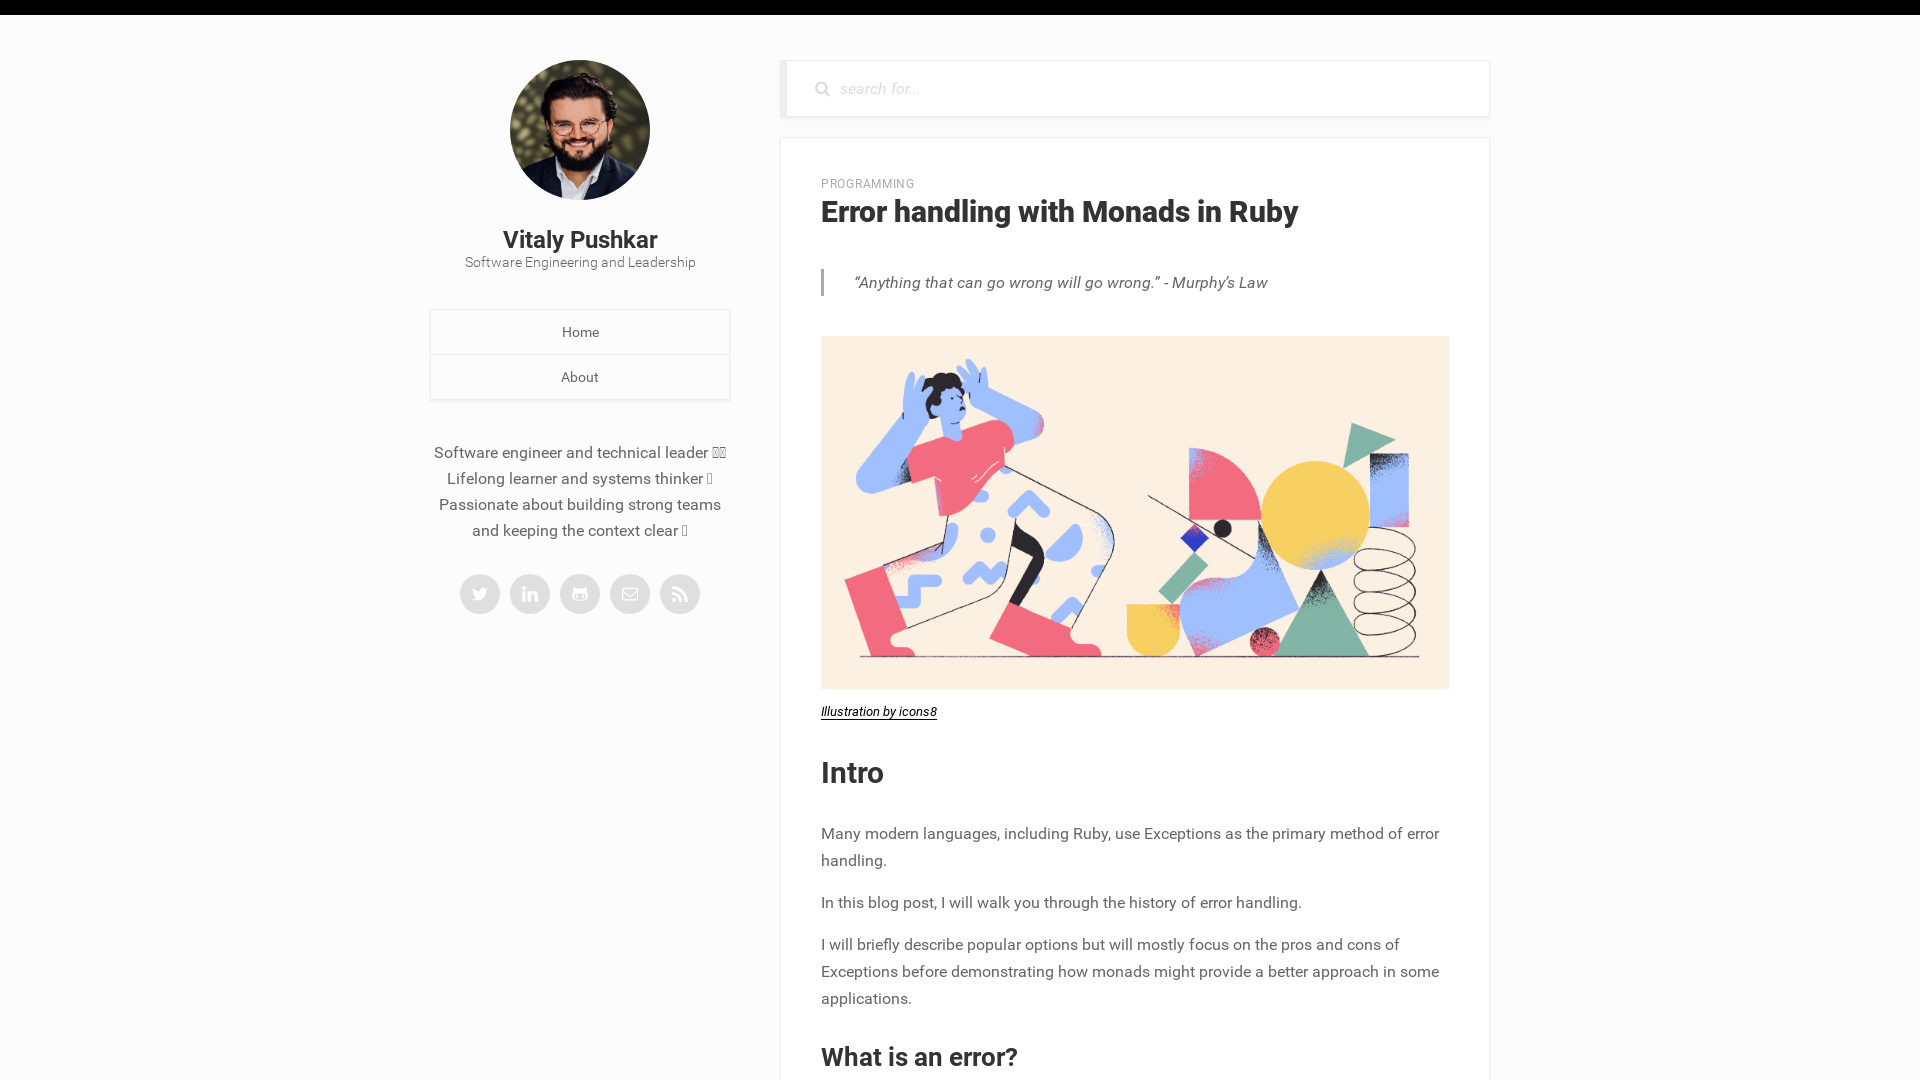 Vitaly Pushkar
Software Engineering and Leadership
Home
About
Software engineer and technical leader
Lifelong learner and systems thinker
Passionate about building strong teams
and keeping the context clear
search for...
PROGRAMMING
Error handling with Monads in Ruby
“Anything that can go wrong will go wrong.” - Murphy’s Law
Illustration by icons8
Intro
Many modern languages, including Ruby, use Exceptions as the primary method of error
handling.
In this blog post, I will walk you through the history of error handling.
I will briefly describe popular options but will mostly focus on the pros and cons of
Exceptions before demonstrating how monads might provide a better approach in some
applications.
What is an error?